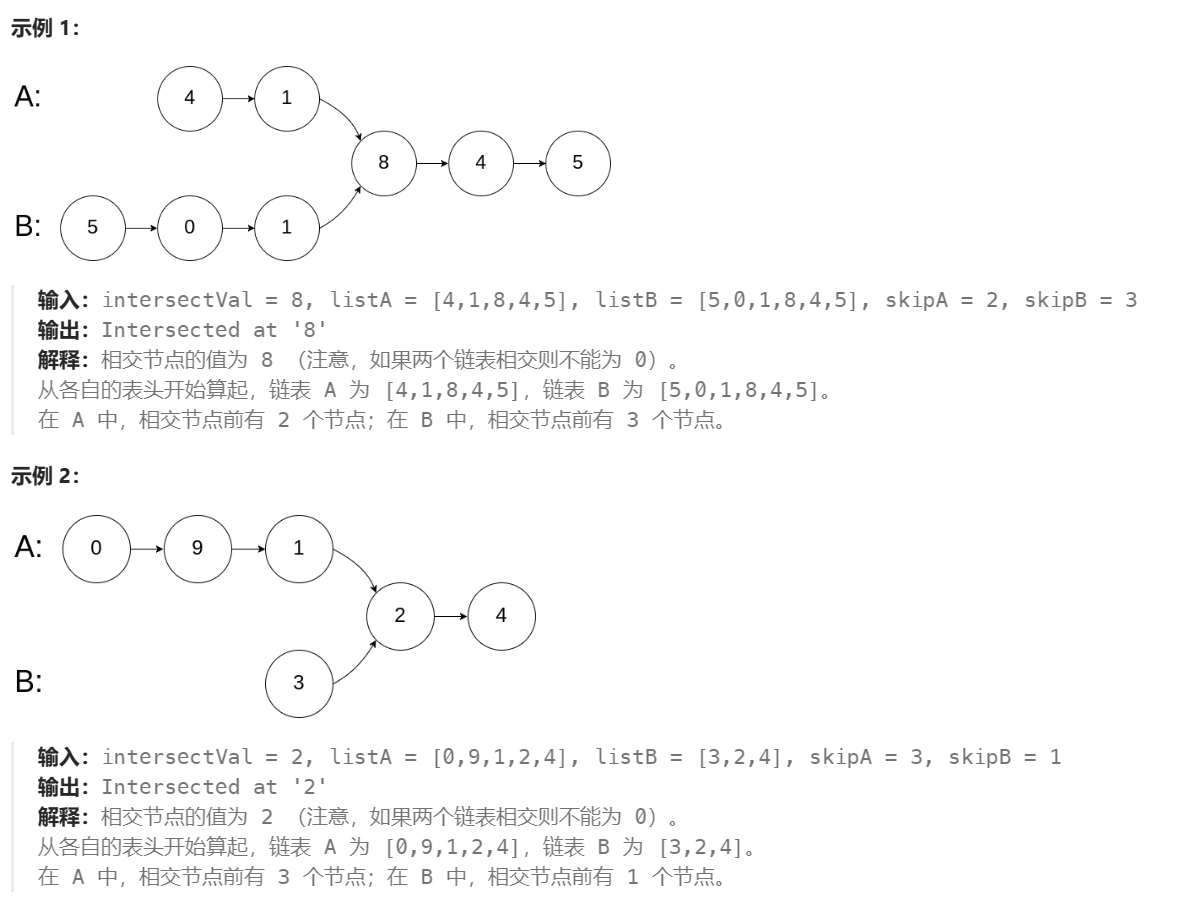 示例 1:
A:
4
1
8
4
5
B:
5
0
1
输入: intersectVal = 8, listA = [4,1,8,4,5], listB = [5,0,1,8,4,5], skipA = 2, skipB = 3
输出: Intersected at '8'
解释: 相交节点的值为 8 （注意，如果两个链表相交则不能为 0）。
从各自的表头开始算起，链表 A 为 [4,1,8,4,5]，链表 B 为 [5,0,1,8,4,5]。
在 A 中，相交节点前有 2 个节点；在 B 中，相交节点前有 3 个节点。
示例 2:
A:
0
9
1
2
4
B:
3
输入: intersectVal = 2, listA = [0,9,1,2,4], listB = [3,2,4], skipA = 3, skipB = 1
输出: Intersected at '2'
解释: 相交节点的值为 2 （注意，如果两个链表相交则不能为 0）。
从各自的表头开始算起，链表 A 为 [0,9,1,2,4]，链表 B 为 [3,2,4]。
在 A 中，相交节点前有 3 个节点；在 B 中，相交节点前有 1 个节点。